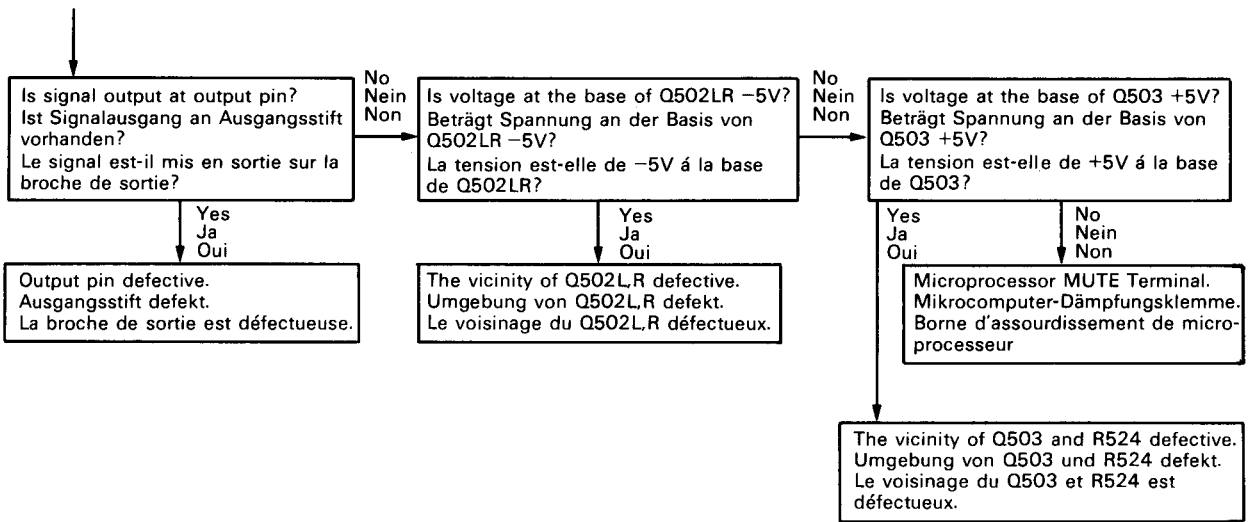 Is signal output at output pin?
Ist Signalausgang an Ausgangsstift
vorhanden?
Le signal est-il mis en sortie sur la
broche de sortie?
No
Nein
Non
Is voltage at the base of Q502LR −5V?
Beträgt Spannung an der Basis von
Q502LR −5V?
La tension est-elle de −5V á la base
de Q502LR?
No
Nein
Non
Is voltage at the base of Q503 +5V?
Beträgt Spannung an der Basis von
Q503 +5V?
La tension est-elle de +5V á la base
de Q503?
Yes
Ja
Oui
Yes
Ja
Oui
Yes
Ja
Oui
No
Nein
Non
Output pin defective.
Ausgangsstift defekt.
La broche de sortie est défectueuse.
The vicinity of Q502L,R defective.
Umgebung von Q502L,R defekt.
Le voisinage du Q502L,R défectueux.
Microprocessor MUTE Terminal.
Mikrocomputer-Dämpfungsklemme.
Borne d'assourdissement de micro-
processeur
The vicinity of Q503 and R524 defective.
Umgebung von Q503 und R524 defekt.
Le voisinage du Q503 et R524 est
défectueux.